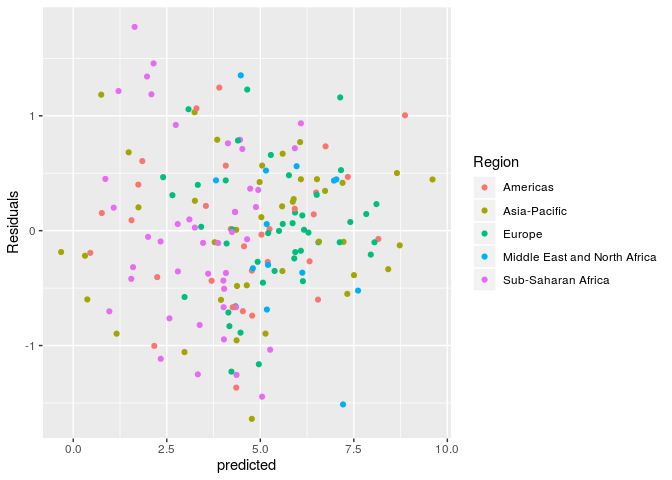 Residuals
1
0
-1
0.0
2.5
5.0
7.5
10.0
predicted
Region
Americas
Asia-Pacific
Europe
Middle East and North Africa
Sub-Saharan Africa